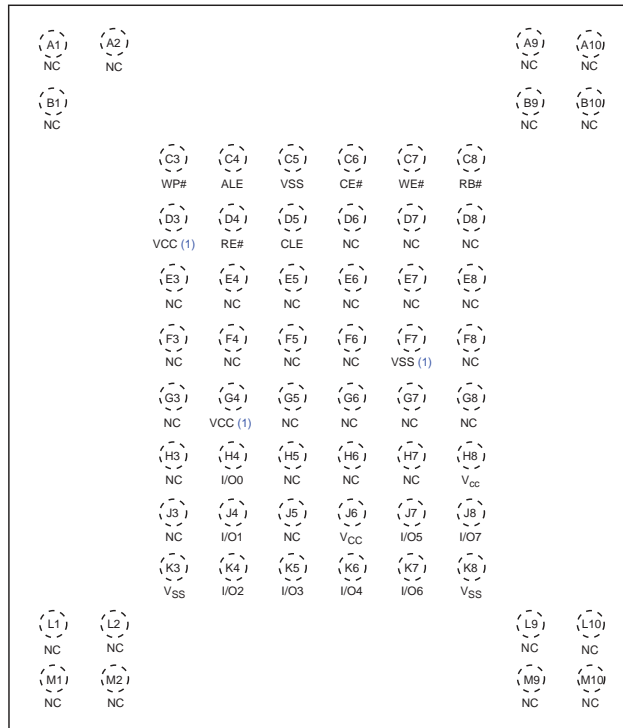 A1 A2 A9 A10
NC NC NC NC
B1 B9 B10
NC NC NC
C3 C4 C5 C6 C7 C8
WP# ALE VSS CE# WE# RB#
D3 D4 D5 D6 D7 D8
VCC (1) RE# CLE NC NC NC
E3 E4 E5 E6 E7 E8
NC NC NC NC NC NC
F3 F4 F5 F6 F7 F8
NC NC NC NC VSS (1) NC
G3 G4 G5 G6 G7 G8
NC VCC (1) NC NC NC NC
H3 H4 H5 H6 H7 H8
NC I/O0 NC NC NC Vcc
J3 J4 J5 J6 J7 J8
NC I/O1 NC VCC I/O5 I/O7
K3 K4 K5 K6 K7 K8
VSS I/O2 I/O3 I/O4 I/O6 VSS
L1 L2 L9 L10
NC NC NC NC
M1 M2 M9 M10
NC NC NC NC